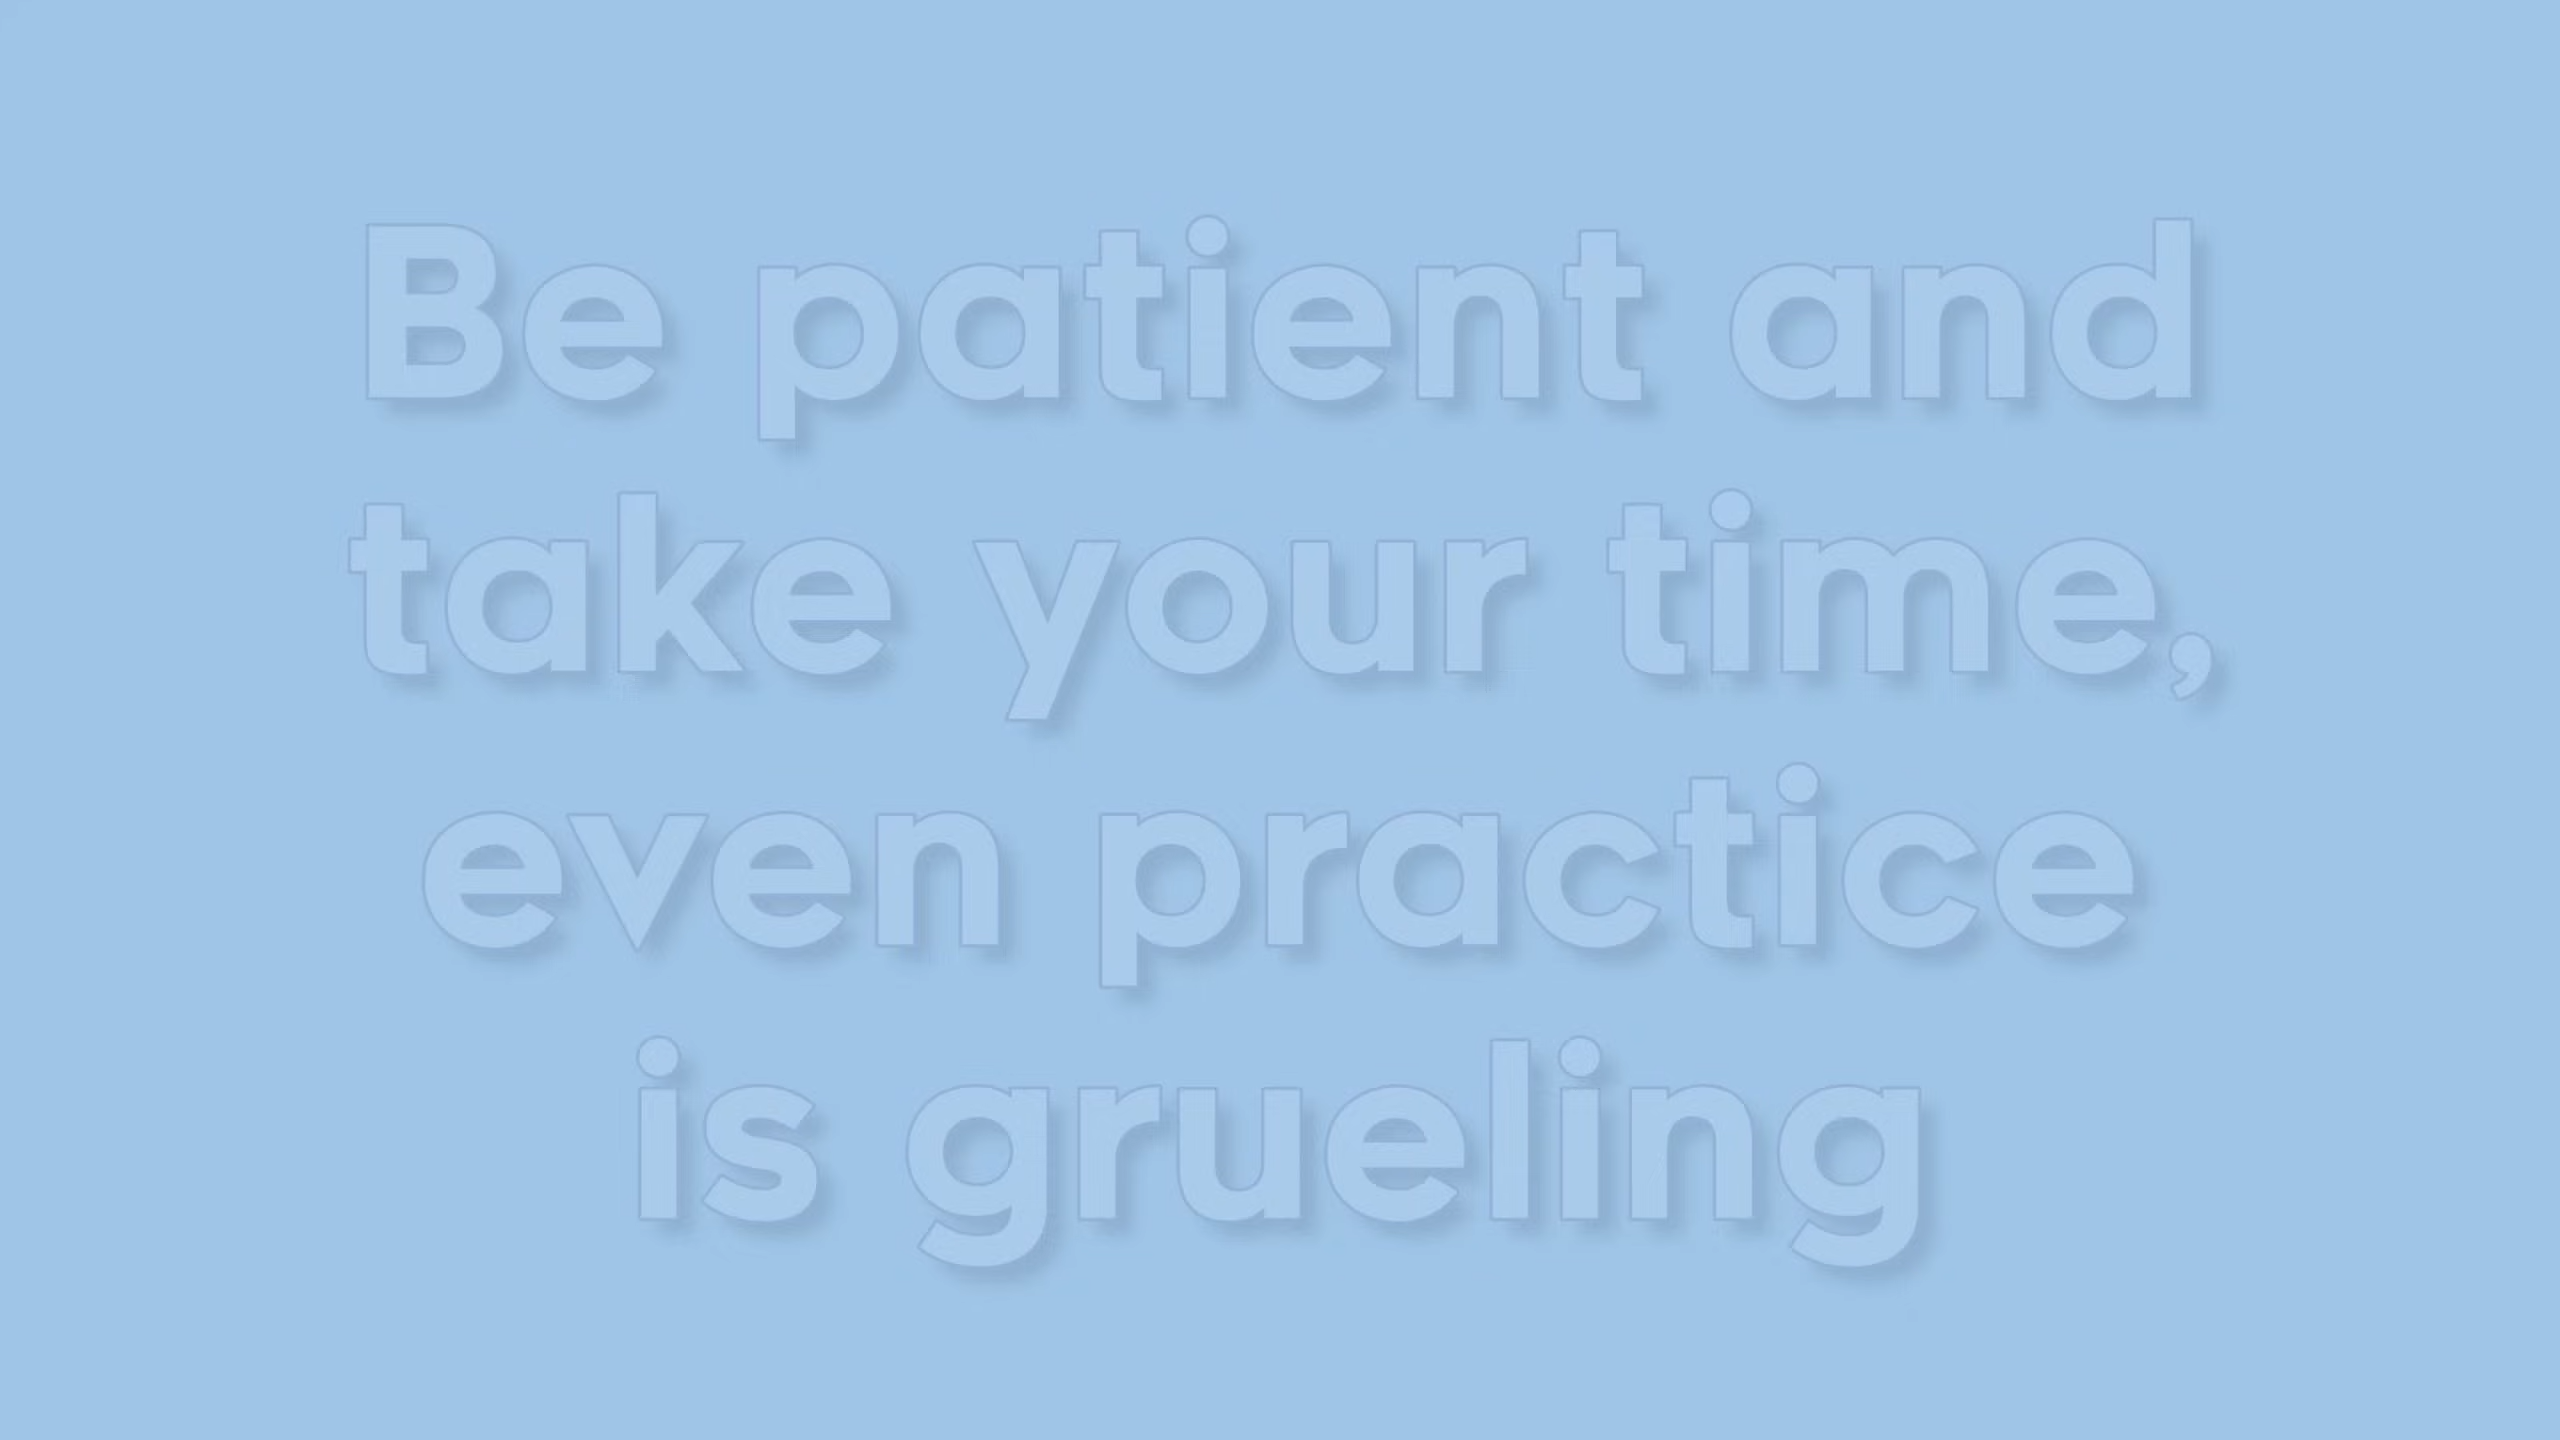 Be patient and
take your time,
even practice
is grueling